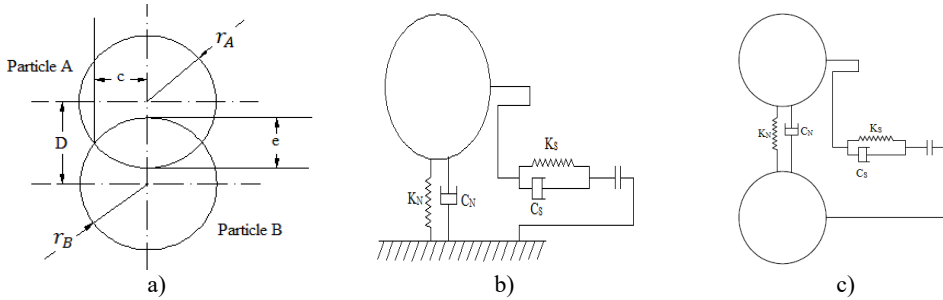 r_A
Particle A
c
D
e
r_B
Particle B
a)
K_S
K_N
C_N
C_S
b)
K_N
C_N
K_S
C_S
c)